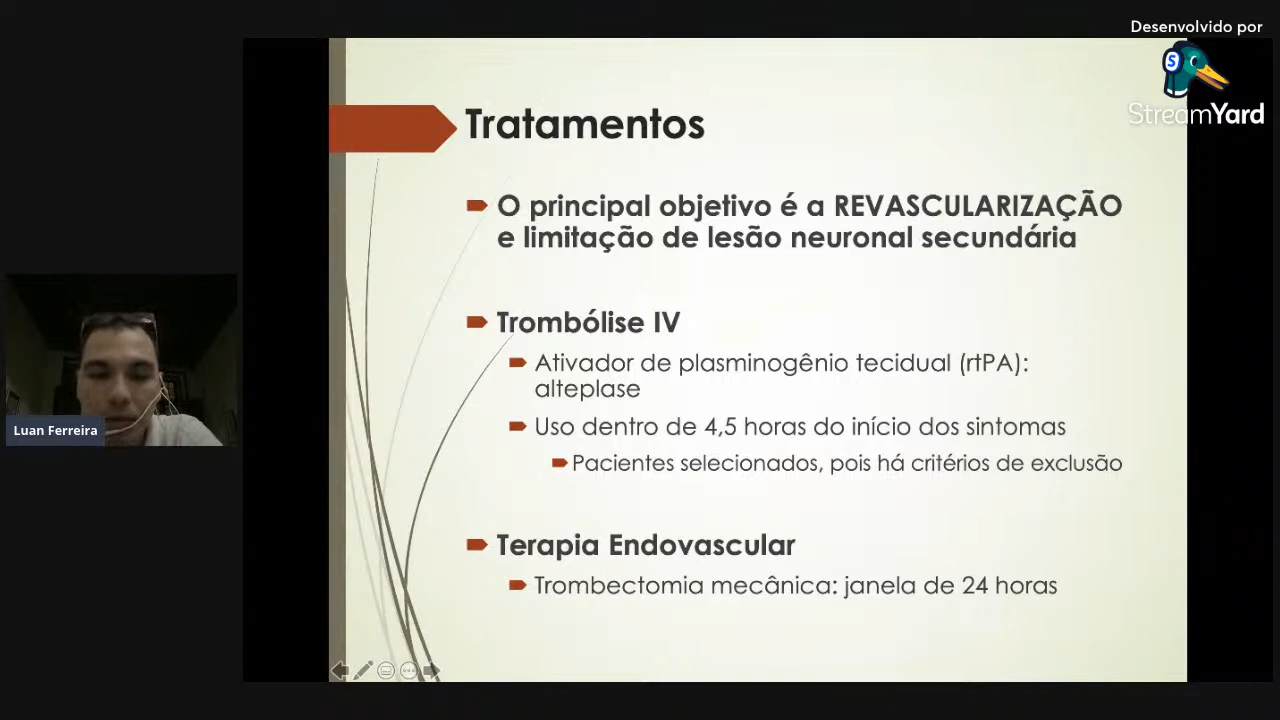 Desenvolvido por
StreamYard
Tratamentos
O principal objetivo é a REVASCULARIZAÇÃO
e limitação de lesão neuronal secundária
Trombólise IV
Ativador de plasminogênio tecidual (rtPA):
alteplase
Uso dentro de 4,5 horas do início dos sintomas
Pacientes selecionados, pois há critérios de exclusão
Terapia Endovascular
Trombectomia mecânica: janela de 24 horas
Luan Ferreira